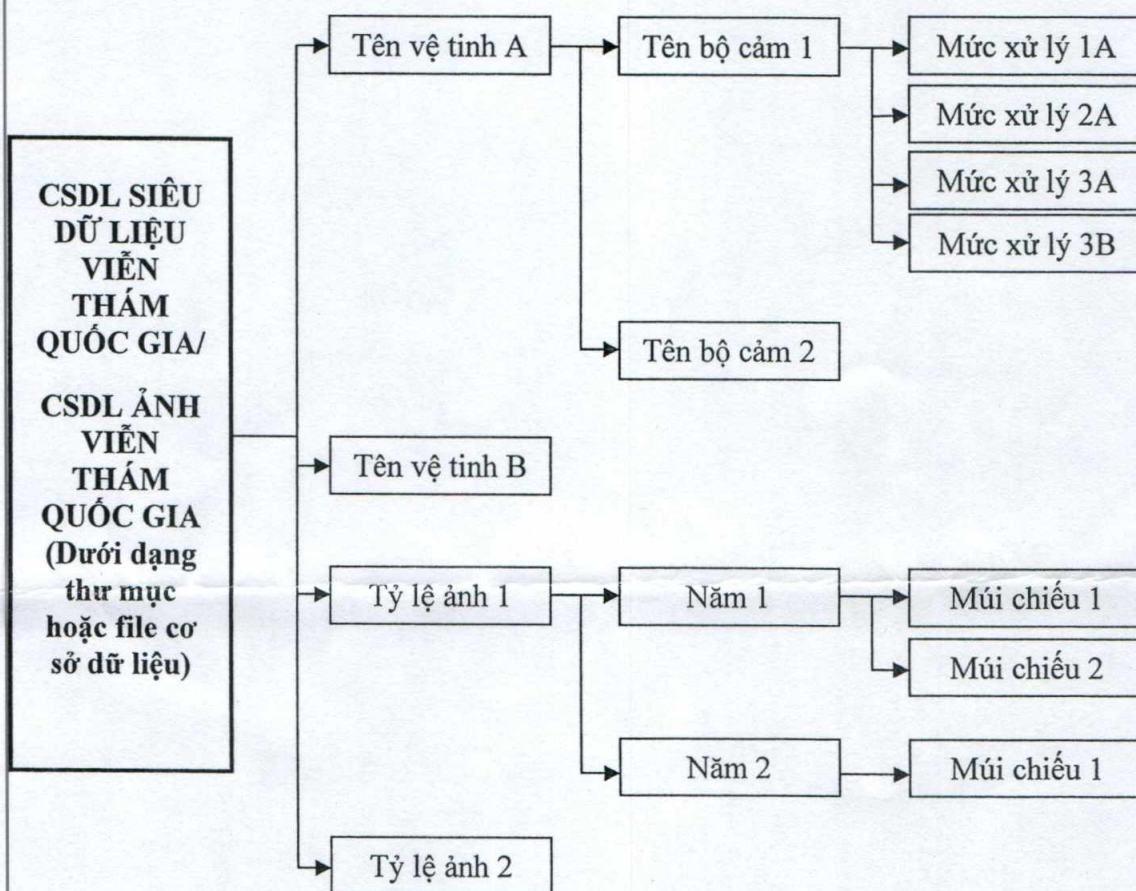 CSDL SIÊU
DỮ LIỆU
VIỄN
THÁM
QUỐC GIA/
CSDL ẢNH
VIỄN
THÁM
QUỐC GIA
(Dưới dạng
thư mục
hoặc file cơ
sở dữ liệu)
Tên vệ tinh A
Tên bộ cảm 1
Mức xử lý 1A
Mức xử lý 2A
Mức xử lý 3A
Mức xử lý 3B
Tên bộ cảm 2
Tên vệ tinh B
Tỷ lệ ảnh 1
Năm 1
Múi chiếu 1
Múi chiếu 2
Năm 2
Múi chiếu 1
Tỷ lệ ảnh 2